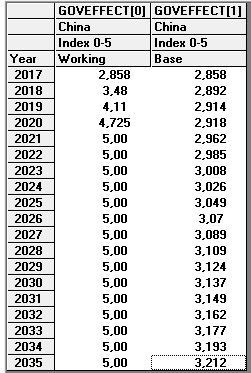 GOVEFFECT[0] GOVEFFECT[1]
China China
Index 0-5 Index 0-5
Year Working Base
2017 2,858 2,858
2018 3,48 2,892
2019 4,11 2,914
2020 4,725 2,918
2021 5,00 2,962
2022 5,00 2,985
2023 5,00 3,008
2024 5,00 3,026
2025 5,00 3,049
2026 5,00 3,07
2027 5,00 3,089
2028 5,00 3,109
2029 5,00 3,124
2030 5,00 3,137
2031 5,00 3,149
2032 5,00 3,162
2033 5,00 3,177
2034 5,00 3,193
2035 5,00 3,212